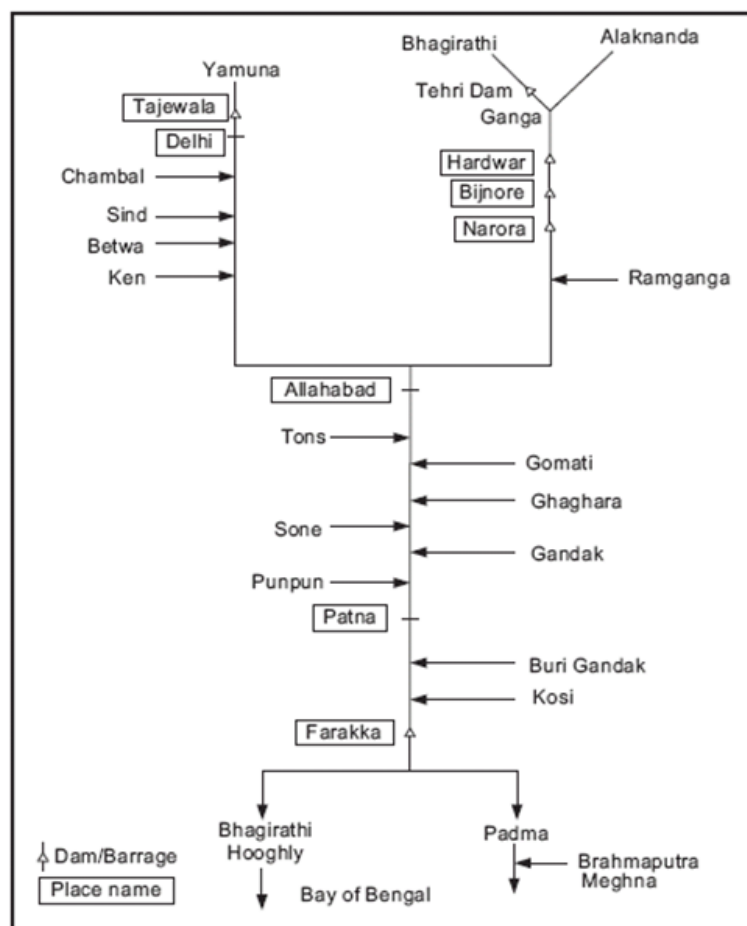 Bhagirathi
Alaknanda
Yamuna
Tehri Dam
Tajewala
Ganga
Delhi
Hardwar
Chambal
Bijnore
Sind
Narora
Betwa
Ken
Ramganga
Allahabad
Tons
Gomati
Ghaghara
Sone
Gandak
Punpun
Patna
Buri Gandak
Kosi
Farakka
Bhagirathi
Hooghly
Padma
Dam/Barrage
Brahmaputra
Meghna
Place name
Bay of Bengal